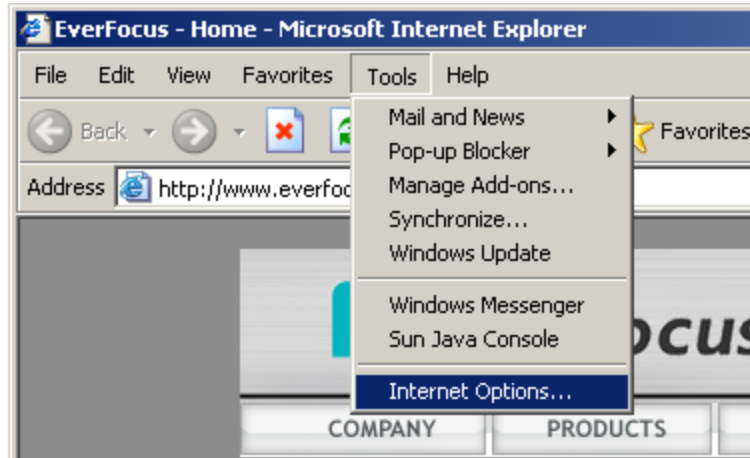 EverFocus - Home - Microsoft Internet Explorer
File Edit View Favorites Tools Help
Back Favorites
Address http://www.everfoc
Mail and News
Pop-up Blocker
Manage Add-ons...
Synchronize...
Windows Update
Windows Messenger
Sun Java Console
Internet Options...
ocus
COMPANY PRODUCTS